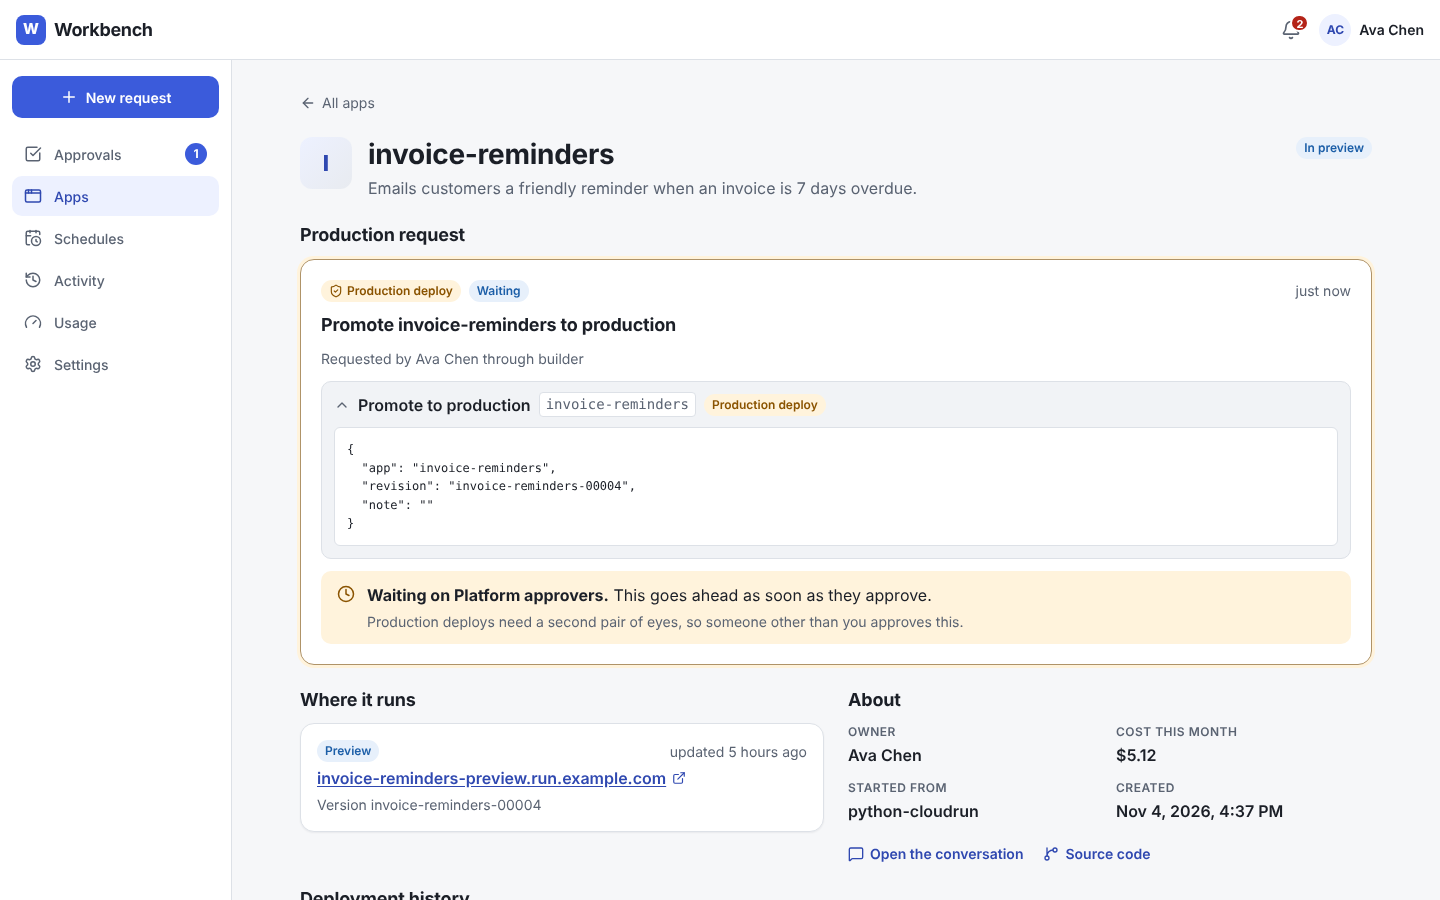 W Workbench
2
AC Ava Chen
New request
Approvals 1
Apps
Schedules
Activity
Usage
Settings
All apps
I
invoice-reminders
In preview
Emails customers a friendly reminder when an invoice is 7 days overdue.
Production request
Production deploy Waiting just now
Promote invoice-reminders to production
Requested by Ava Chen through builder
Promote to production invoice-reminders Production deploy
{
"app": "invoice-reminders",
"revision": "invoice-reminders-00004",
"note": ""
}
Waiting on Platform approvers. This goes ahead as soon as they approve.
Production deploys need a second pair of eyes, so someone other than you approves this.
Where it runs
Preview updated 5 hours ago
invoice-reminders-preview.run.example.com
Version invoice-reminders-00004
About
OWNER COST THIS MONTH
Ava Chen $5.12
STARTED FROM CREATED
python-cloudrun Nov 4, 2026, 4:37 PM
Open the conversation Source code
Deployment history